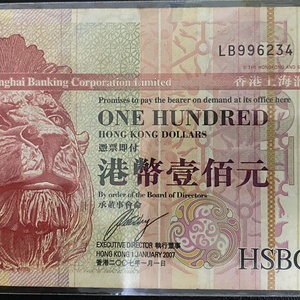 LB996234
nghai Banking Corporation Limited
香港上海
Promises to pay the bearer on demand at its office here
ONE HUNDRED
HONG KONG DOLLARS
憑票即付
港幣壹佰元
By order of the Board of Directors
承董事會命
EXECUTIVE DIRECTOR 執行董事
HONG KONG 1 JANUARY 2007
香港二〇〇七年一月一日
HSBC